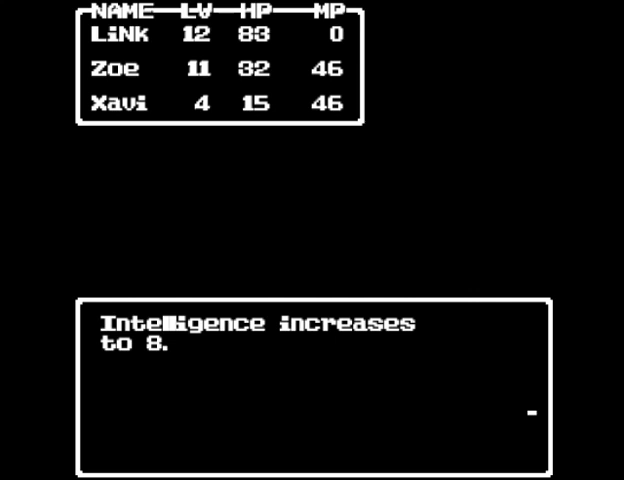 NAME LV HP MP
LiNk 12 83 0
Zoe 11 32 46
Xavi 4 15 46
Intelligence increases
to 8.